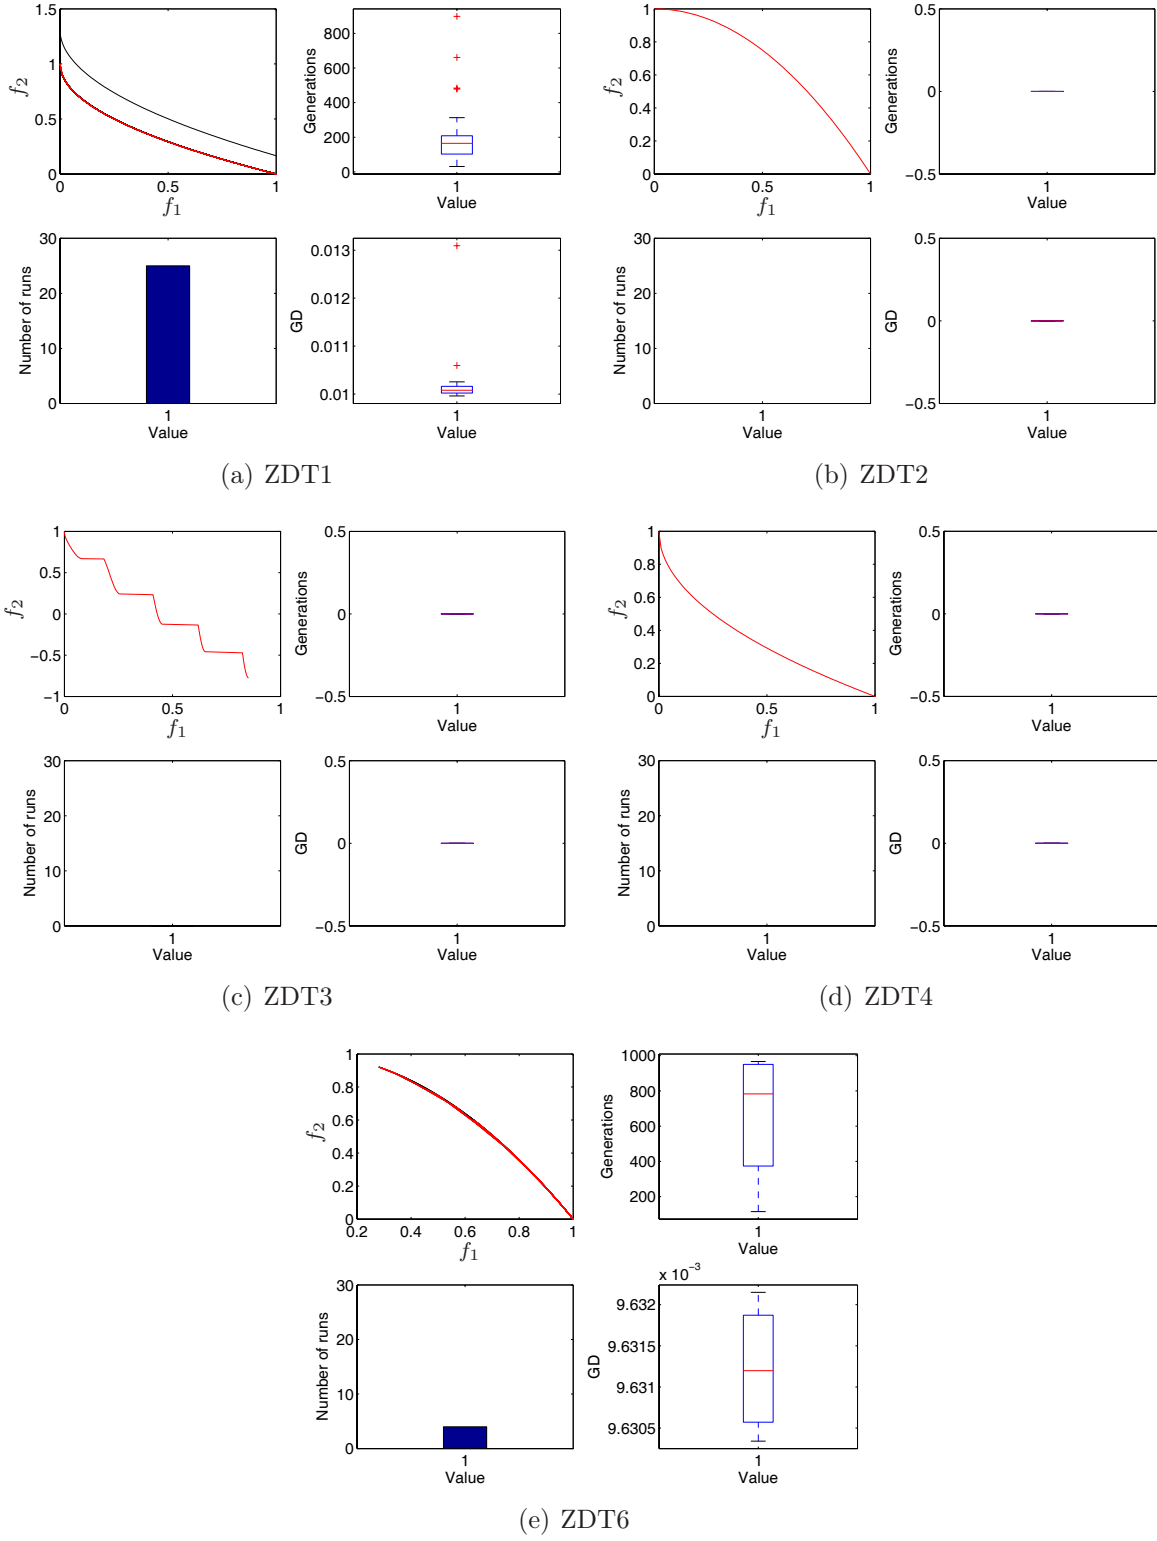 1.5
1
0.5
0
f2
0
0.5
1
f1
800
600
400
200
0
Generations
1
Value
30
20
10
0
Number of runs
1
Value
0.013
0.012
0.011
0.01
GD
1
Value
(a) ZDT1
1
0.8
0.6
0.4
0.2
0
f2
0
0.5
1
f1
0.5
0
−0.5
Generations
1
Value
30
20
10
0
Number of runs
1
Value
0.5
0
−0.5
GD
1
Value
(b) ZDT2
1
0.5
0
−0.5
−1
f2
0
0.5
1
f1
0.5
0
−0.5
Generations
1
Value
30
20
10
0
Number of runs
1
Value
0.5
0
−0.5
GD
1
Value
(c) ZDT3
1
0.8
0.6
0.4
0.2
0
f2
0
0.5
1
f1
0.5
0
−0.5
Generations
1
Value
30
20
10
0
Number of runs
1
Value
0.5
0
−0.5
GD
1
Value
(d) ZDT4
1
0.8
0.6
0.4
0.2
0
f2
0.2
0.4
0.6
0.8
1
f1
1000
800
600
400
200
Generations
1
Value
30
20
10
0
Number of runs
1
Value
x 10−3
9.632
9.6315
9.631
9.6305
GD
1
Value
(e) ZDT6